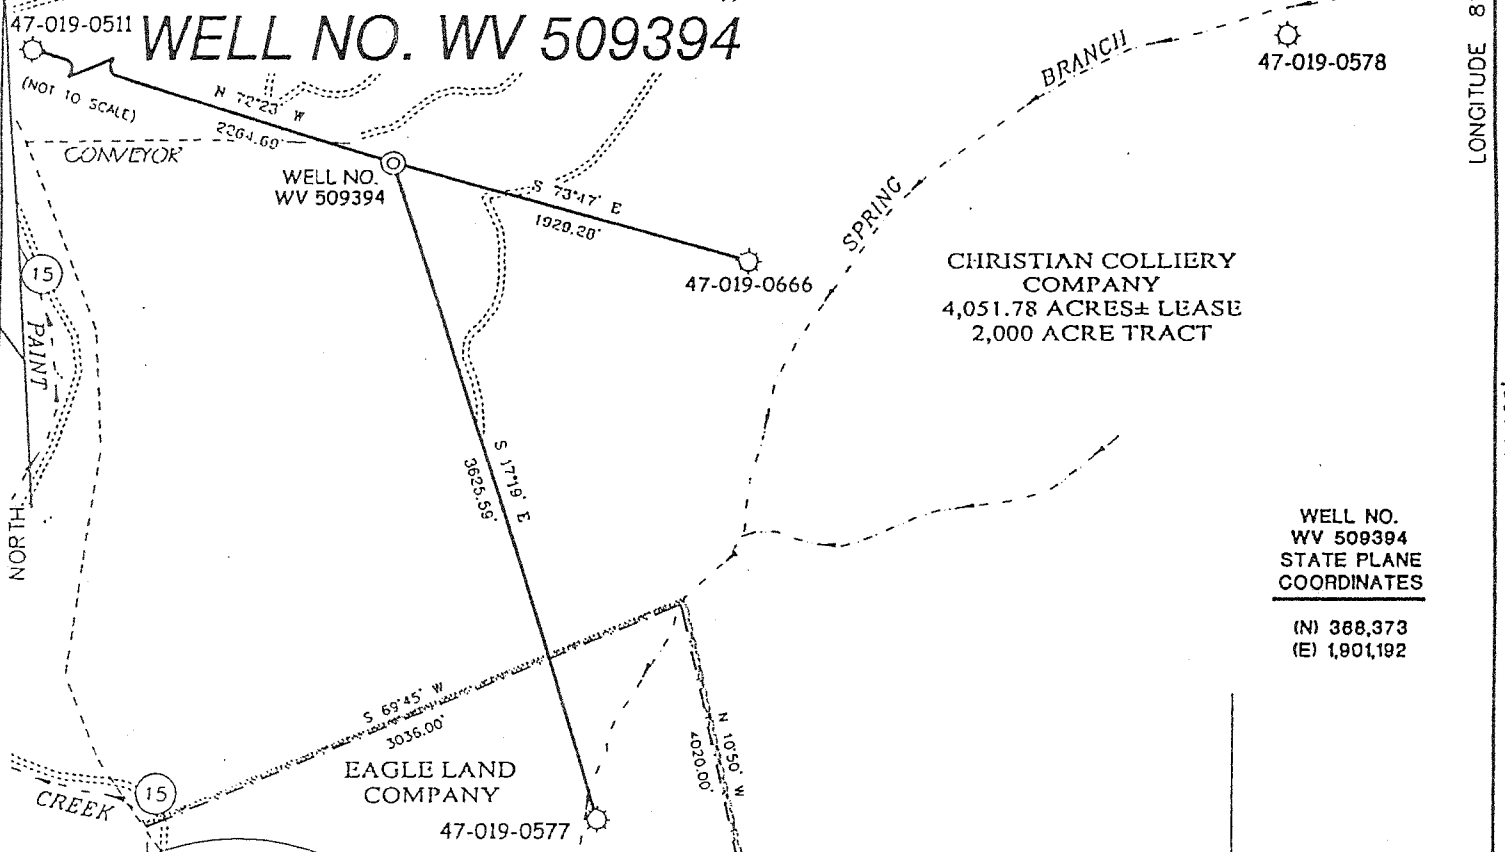 47-019-0511
WELL NO. WV 509394
(NOT TO SCALE)
N 72°23' W
2264.69'
CONVEYOR
WELL NO.
WV 509394
S 73°47' E
1929.28'
47-019-0666
BRANCH
SPRING
47-019-0578
LONGITUDE 8
CHRISTIAN COLLIERY
COMPANY
4,051.78 ACRES± LEASE
2,000 ACRE TRACT
15
PAINT
NORTH
S 17°19' E
3625.59'
WELL NO.
WV 509394
STATE PLANE
COORDINATES
(N) 368,373
(E) 1,901,192
S 69°45' W
3036.00'
N 10°50' W
4020.00'
EAGLE LAND
COMPANY
15
CREEK
47-019-0577